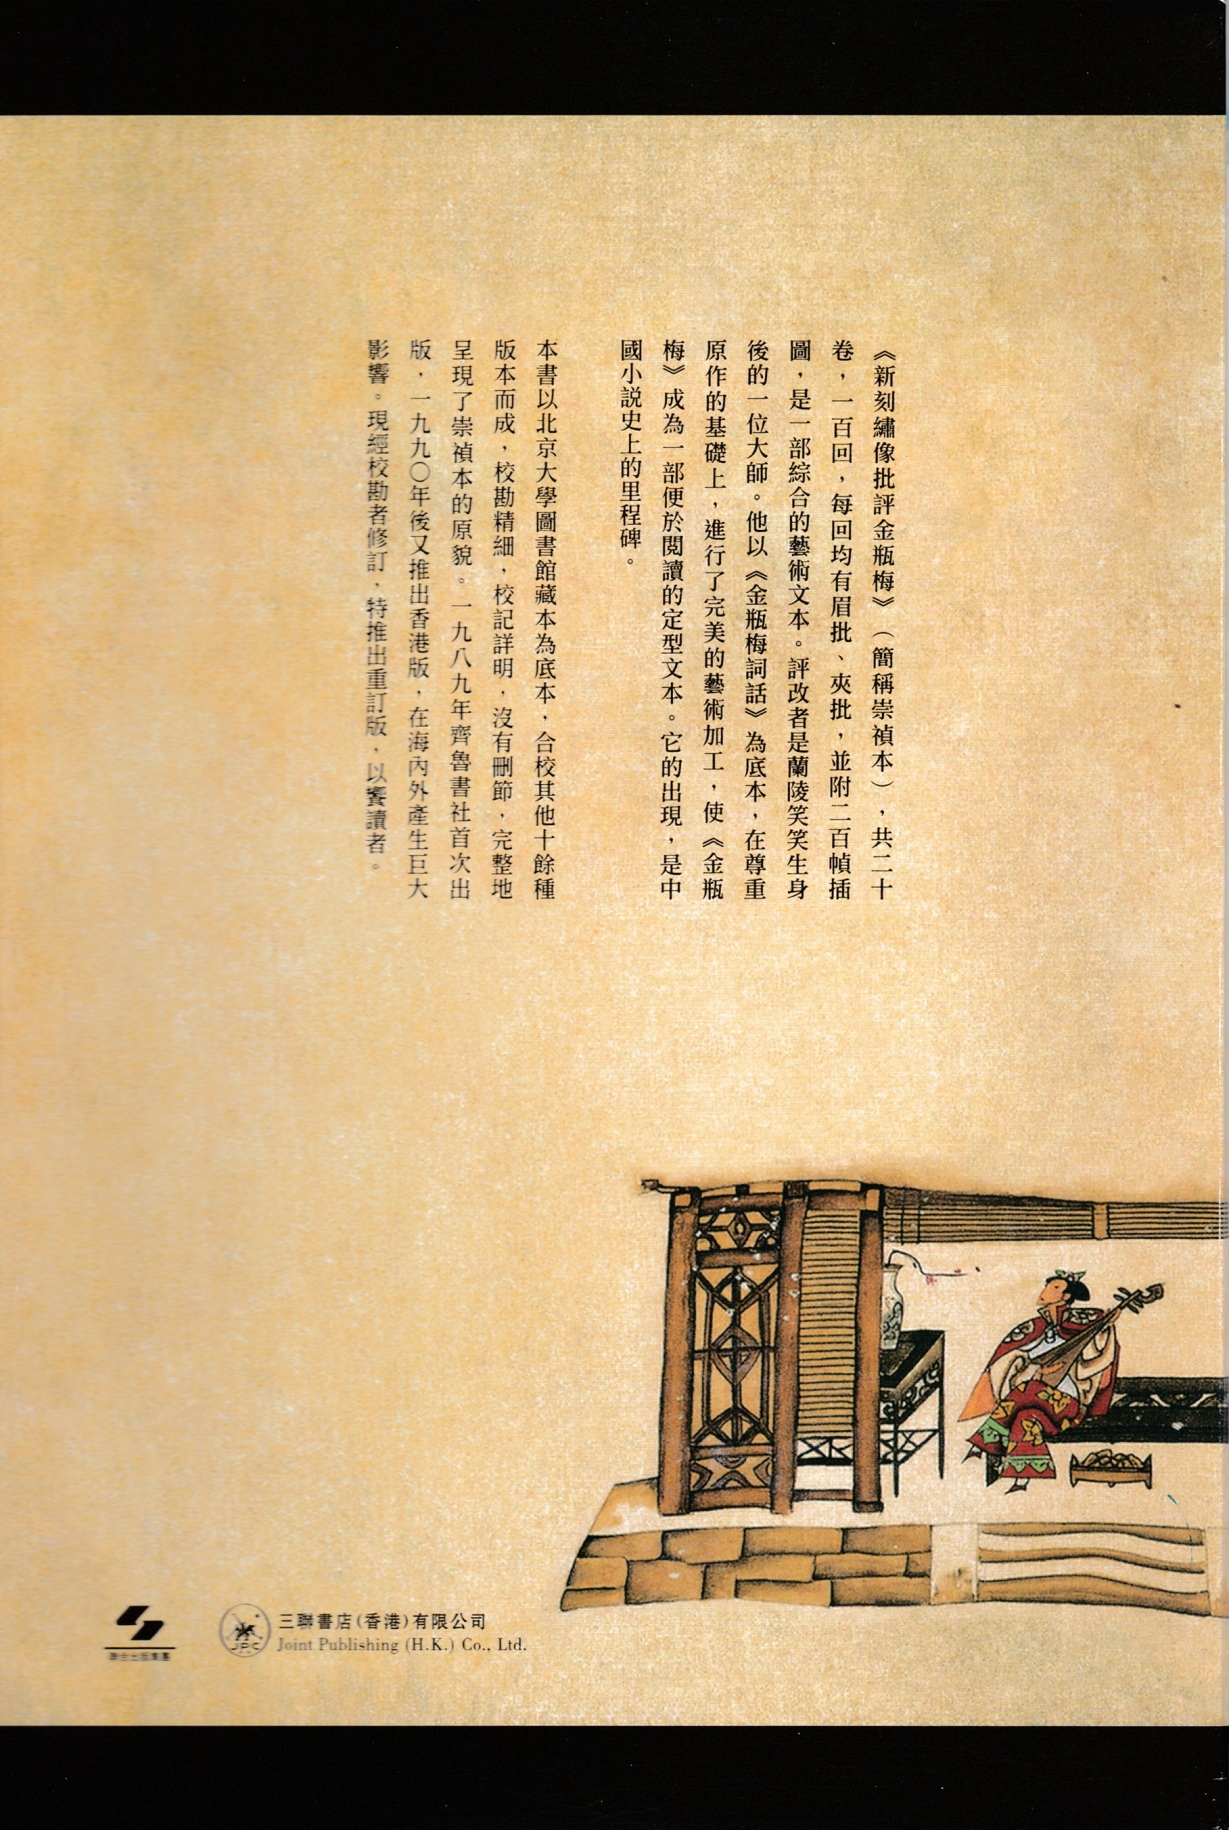 《新刻繡像批評金瓶梅》（簡稱崇禎本），共二十
卷，一百回，每回均有眉批、夾批，並附二百幀插
圖，是一部綜合的藝術文本。評改者是蘭陵笑笑生身
後的一位大師。他以《金瓶梅詞話》為底本，在尊重
原作的基礎上，進行了完美的藝術加工，使《金瓶
梅》成為一部便於閱讀的定型文本。它的出現，是中
國小説史上的里程碑。
本書以北京大學圖書館藏本為底本，合校其他十餘種
版本而成，校勘精細，校記詳明，沒有刪節，完整地
呈現了崇禎本的原貌。一九八九年齊魯書社首次出
版，一九九〇年後又推出香港版，在海內外產生巨大
影響。現經校勘者修訂，特推出重訂版，以饗讀者。
聯合出版集團
JPC
三聯書店(香港)有限公司
Joint Publishing (H.K.) Co., Ltd.